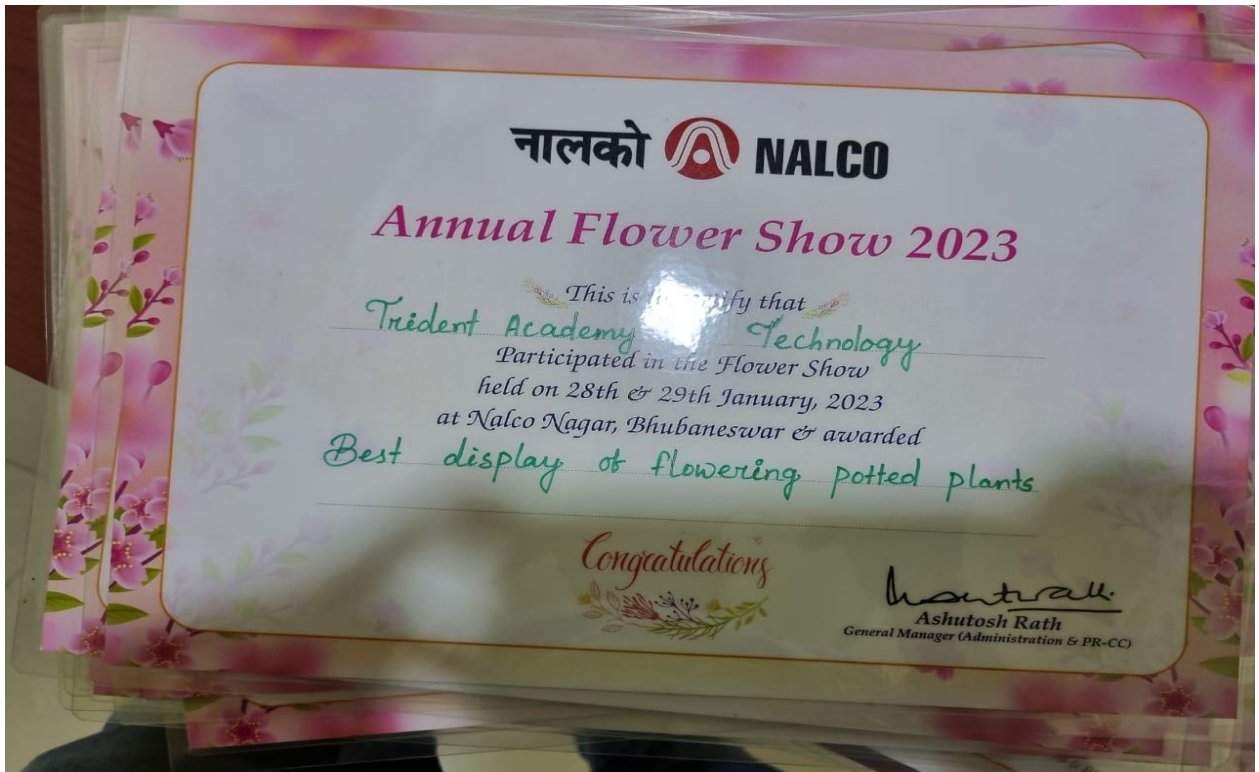 नालको NALCO
Annual Flower Show 2023
This is that
Trident Academy Technology
Participated in the Flower Show
held on 28th & 29th January, 2023
at Nalco Nagar, Bhubaneswar & awarded
Best display of flowering potted plants
Congratulations
Ashutosh Rath
General Manager (Administration & PR-CC)